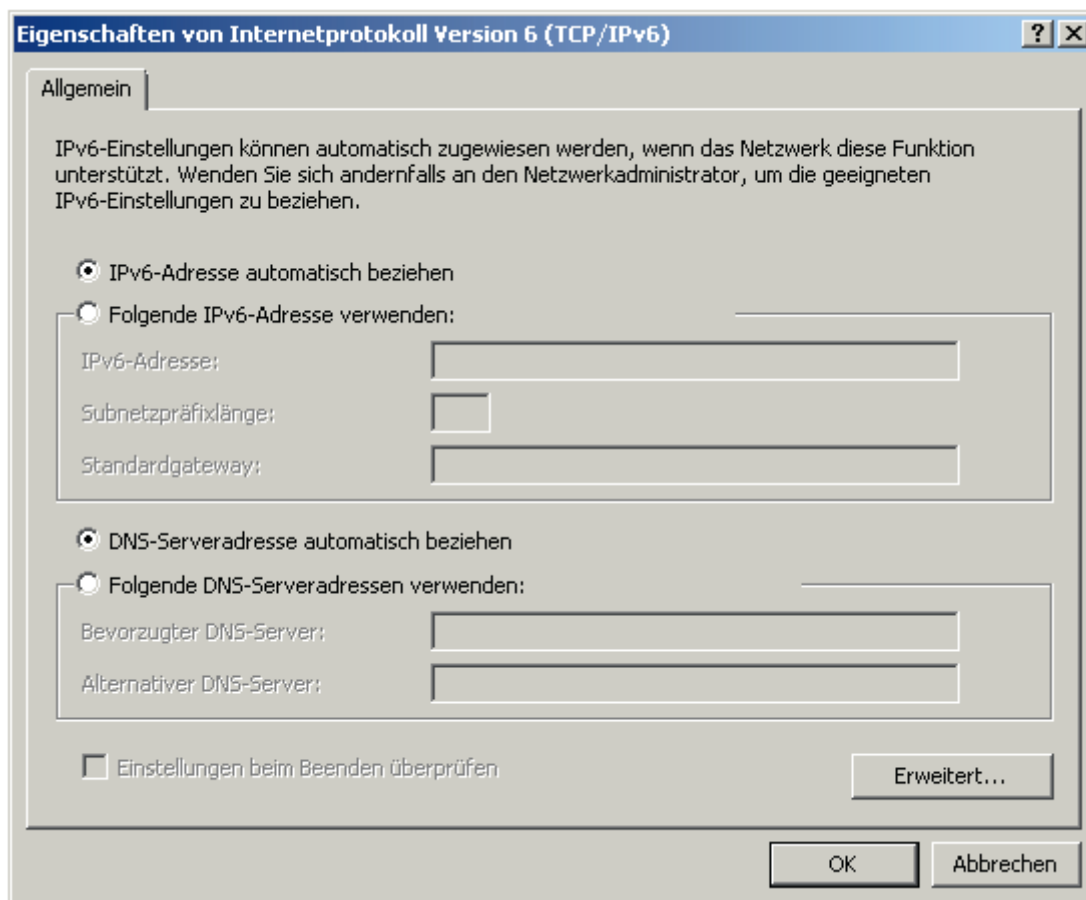 Eigenschaften von Internetprotokoll Version 6 (TCP/IPv6)
Allgemein
IPv6-Einstellungen können automatisch zugewiesen werden, wenn das Netzwerk diese Funktion
unterstützt. Wenden Sie sich andernfalls an den Netzwerkadministrator, um die geeigneten
IPv6-Einstellungen zu beziehen.
IPv6-Adresse automatisch beziehen
Folgende IPv6-Adresse verwenden:
IPv6-Adresse:
Subnetzpräfixlänge:
Standardgateway:
DNS-Serveradresse automatisch beziehen
Folgende DNS-Serveradressen verwenden:
Bevorzugter DNS-Server:
Alternativer DNS-Server:
Einstellungen beim Beenden überprüfen
Erweitert...
OK
Abbrechen